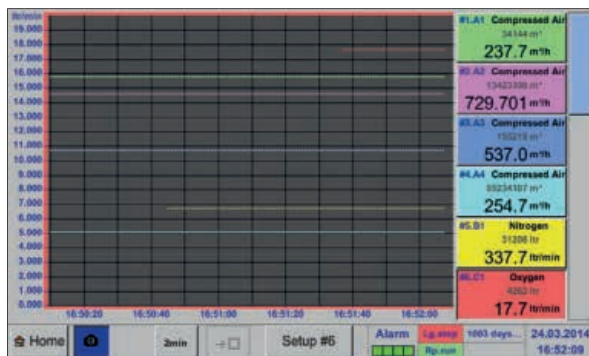 ltr/min
19.000
18.000
17.000
16.000
15.000
14.000
13.000
12.000
11.000
10.000
9.000
8.000
7.000
6.000
5.000
4.000
3.000
2.000
1.000
0.000
16:50:20 16:50:40 16:51:00 16:51:20 16:51:40 16:52:00
#1.A1 Compressed Air
34144 m³
237.7 m³/h
#2.A2 Compressed Air
m³
729.701 m³/h
#3.A3 Compressed Air
m³
537.0 m³/h
#4.A4 Compressed Air
m³
254.7 m³/h
#5.B1 Nitrogen
31206 ltr
337.7 ltr/min
#6.C1 Oxygen
4262 ltr
17.7 ltr/min
Home
2min
Setup #6
Alarm
Lg.stop
Rp.run
1003 days...
24.03.2014
16:52:09